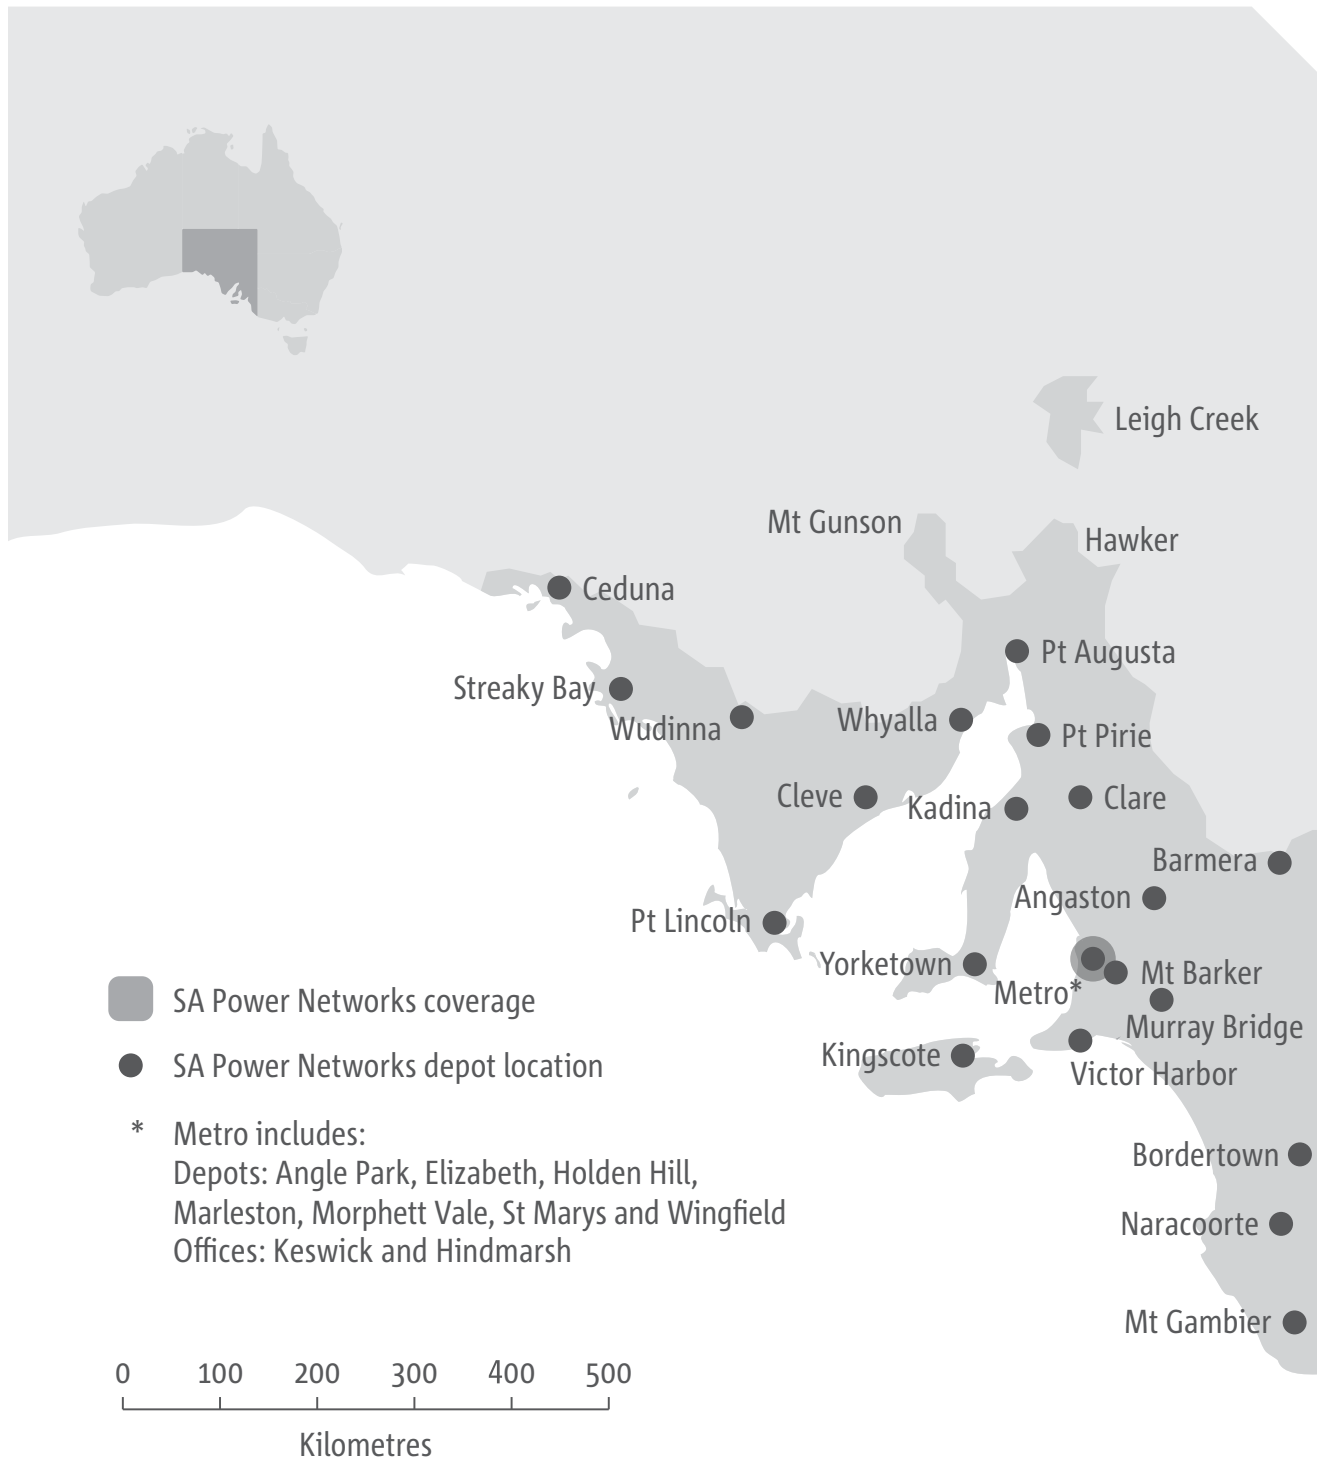 Leigh Creek
Mt Gunson
Hawker
Ceduna
Pt Augusta
Streaky Bay
Wudinna
Whyalla
Pt Pirie
Cleve
Kadina
Clare
Barmera
Angaston
Pt Lincoln
Yorketown
Mt Barker
Metro*
Murray Bridge
Kingscote
Victor Harbor
Bordertown
Naracoorte
Mt Gambier
SA Power Networks coverage
SA Power Networks depot location
* Metro includes:
Depots: Angle Park, Elizabeth, Holden Hill,
Marleston, Morphett Vale, St Marys and Wingfield
Offices: Keswick and Hindmarsh
0 100 200 300 400 500
Kilometres